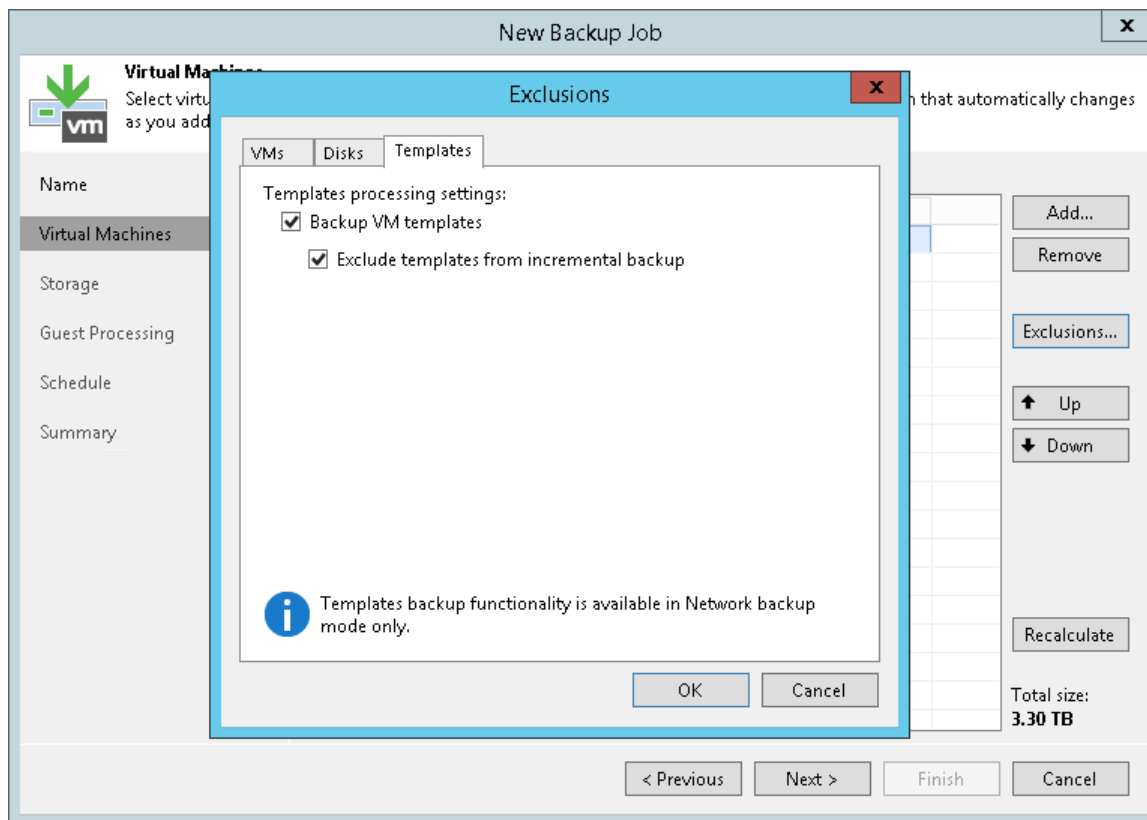 New Backup Job
x
Virtual Machines
Select virtu
n that automatically changes
as you add
vm
Exclusions
x
VMs
Disks
Templates
Templates processing settings:
Backup VM templates
Exclude templates from incremental backup
Templates backup functionality is available in Network backup
mode only.
OK
Cancel
Name
Virtual Machines
Storage
Guest Processing
Schedule
Summary
Add...
Remove
Exclusions...
Up
Down
Recalculate
Total size:
3.30 TB
< Previous
Next >
Finish
Cancel